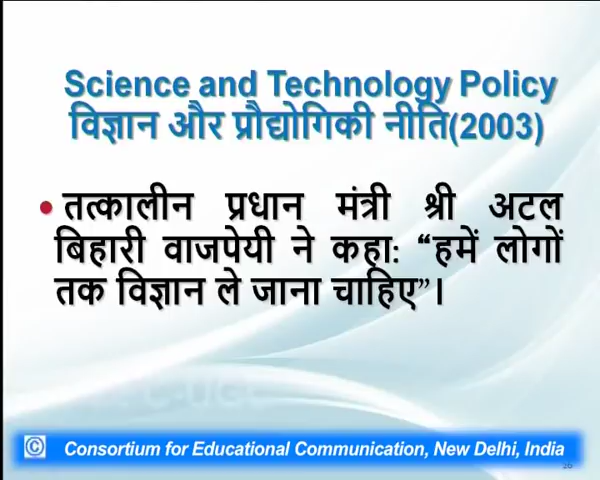 Science and Technology Policy
विज्ञान और प्रौद्योगिकी नीति(2003)
• तत्कालीन प्रधान मंत्री श्री अटल
बिहारी वाजपेयी ने कहा: “हमें लोगों
तक विज्ञान ले जाना चाहिए”।
© Consortium for Educational Communication, New Delhi, India
26